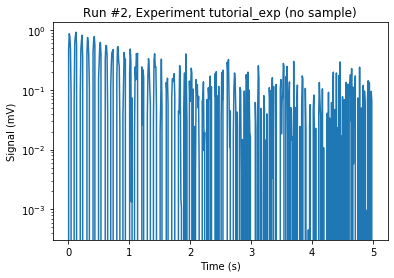 Run #2, Experiment tutorial_exp (no sample)
Signal (mV)
10⁰
10⁻¹
10⁻²
10⁻³
0 1 2 3 4 5
Time (s)